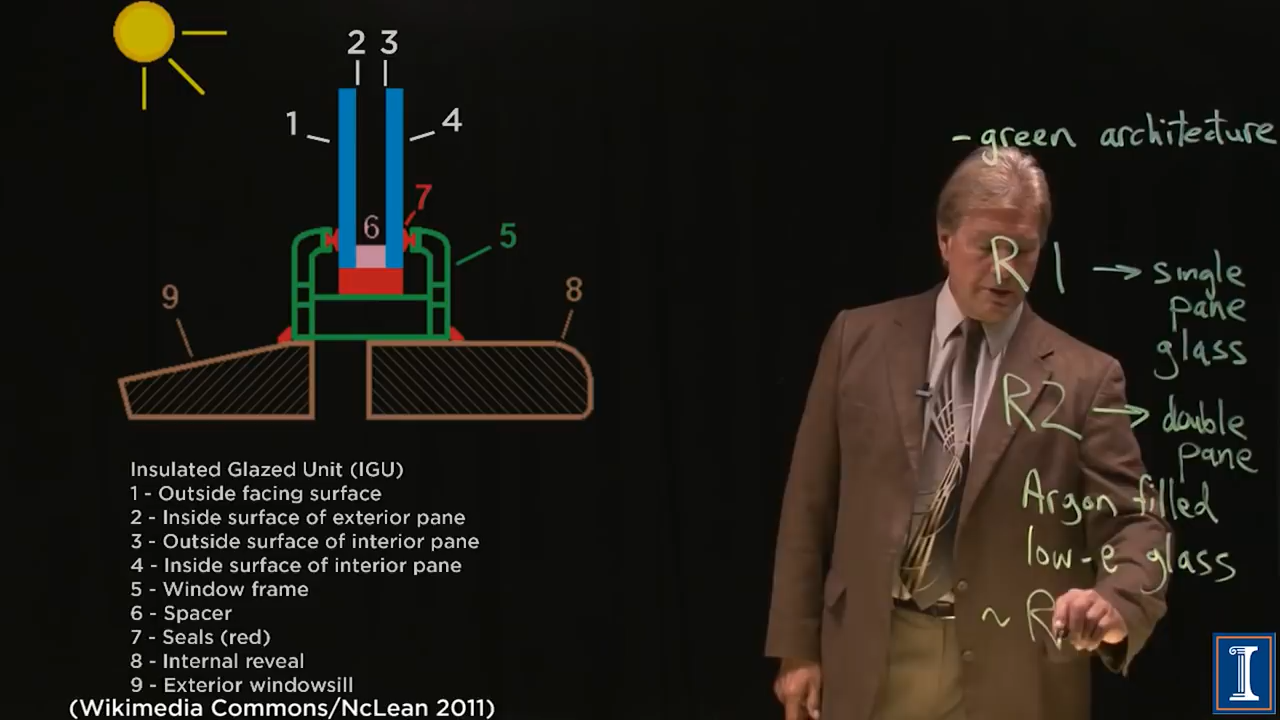 2 3
1
4
7
6
5
9
8
Insulated Glazed Unit (IGU)
1 - Outside facing surface
2 - Inside surface of exterior pane
3 - Outside surface of interior pane
4 - Inside surface of interior pane
5 - Window frame
6 - Spacer
7 - Seals (red)
8 - Internal reveal
9 - Exterior windowsill
(Wikimedia Commons/NcLean 2011)
- green architecture
R1 → single
pane
glass
R2 → double
pane
Argon filled
low-e glass
~ R
I